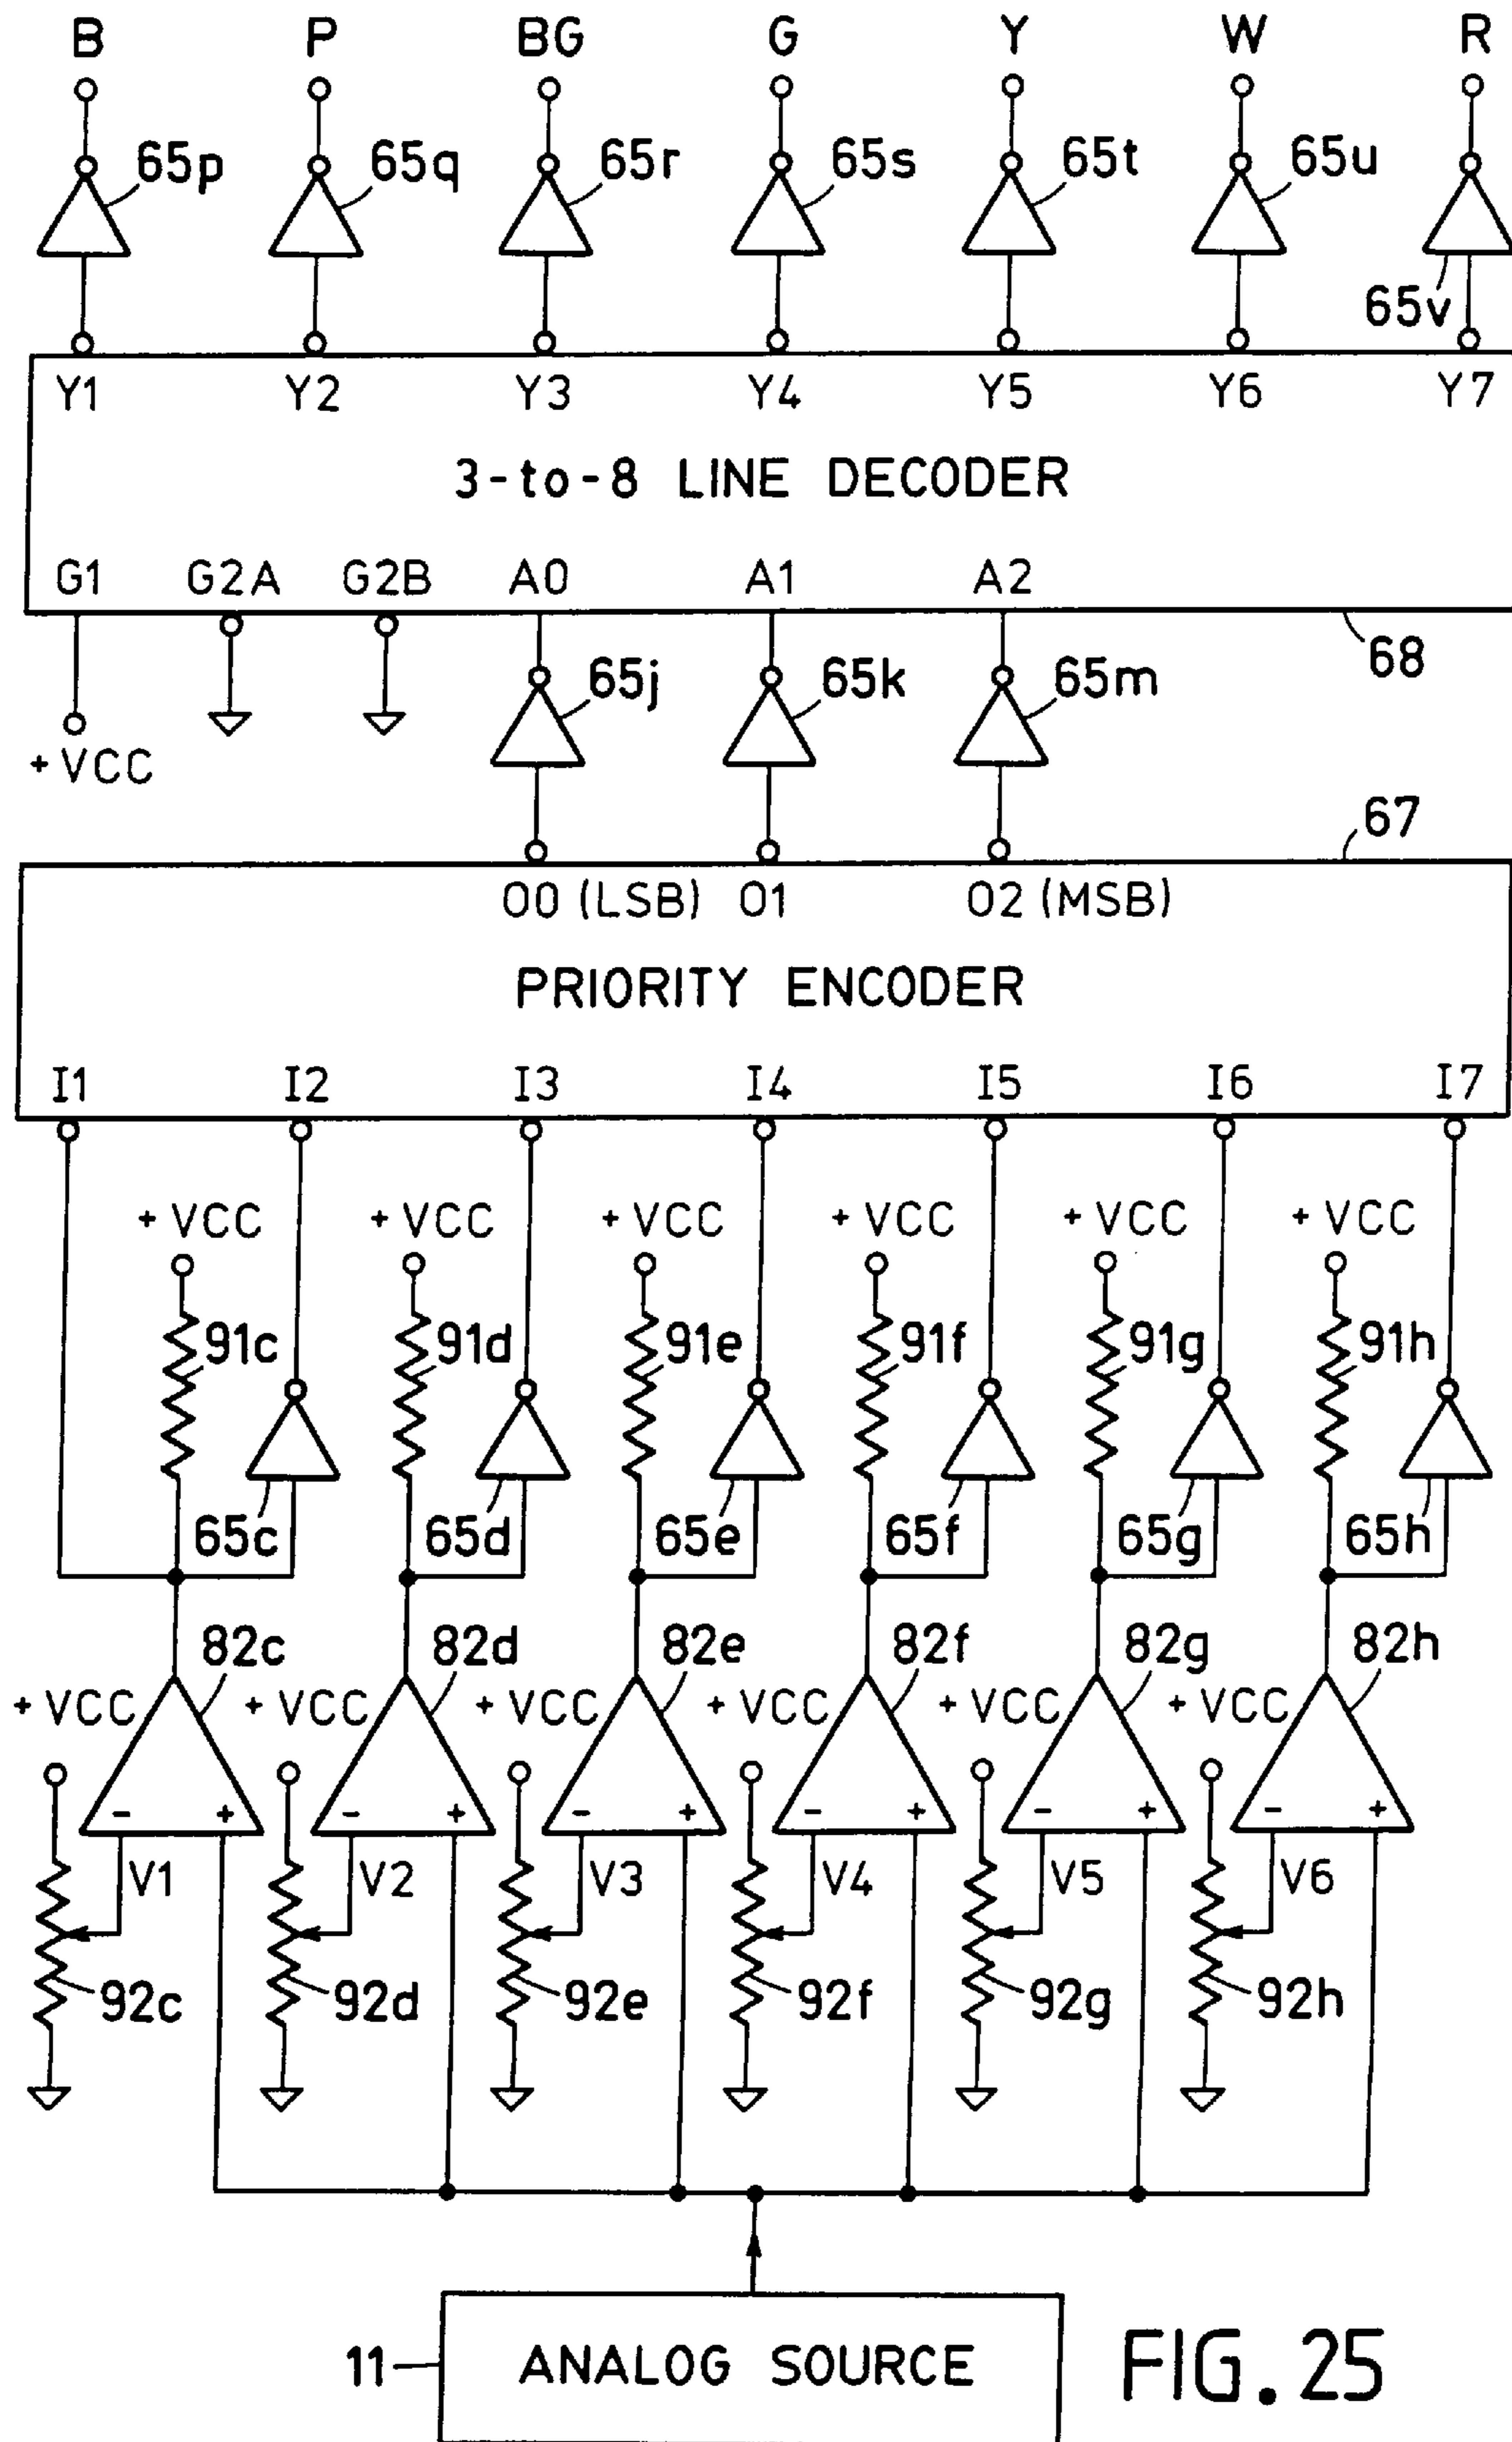 B P BG G Y W R
65p 65q 65r 65s 65t 65u
65v
Y1 Y2 Y3 Y4 Y5 Y6 Y7
3-to-8 LINE DECODER
G1 G2A G2B A0 A1 A2
68
65j 65k 65m
+VCC
67
O0 (LSB) O1 O2 (MSB)
PRIORITY ENCODER
I1 I2 I3 I4 I5 I6 I7
+VCC +VCC +VCC +VCC +VCC +VCC
91c 91d 91e 91f 91g 91h
65c 65d 65e 65f 65g 65h
82c 82d 82e 82f 82g 82h
+VCC +VCC +VCC +VCC +VCC +VCC
- + - + - + - + - + - +
V1 V2 V3 V4 V5 V6
92c 92d 92e 92f 92g 92h
11 ANALOG SOURCE FIG. 25